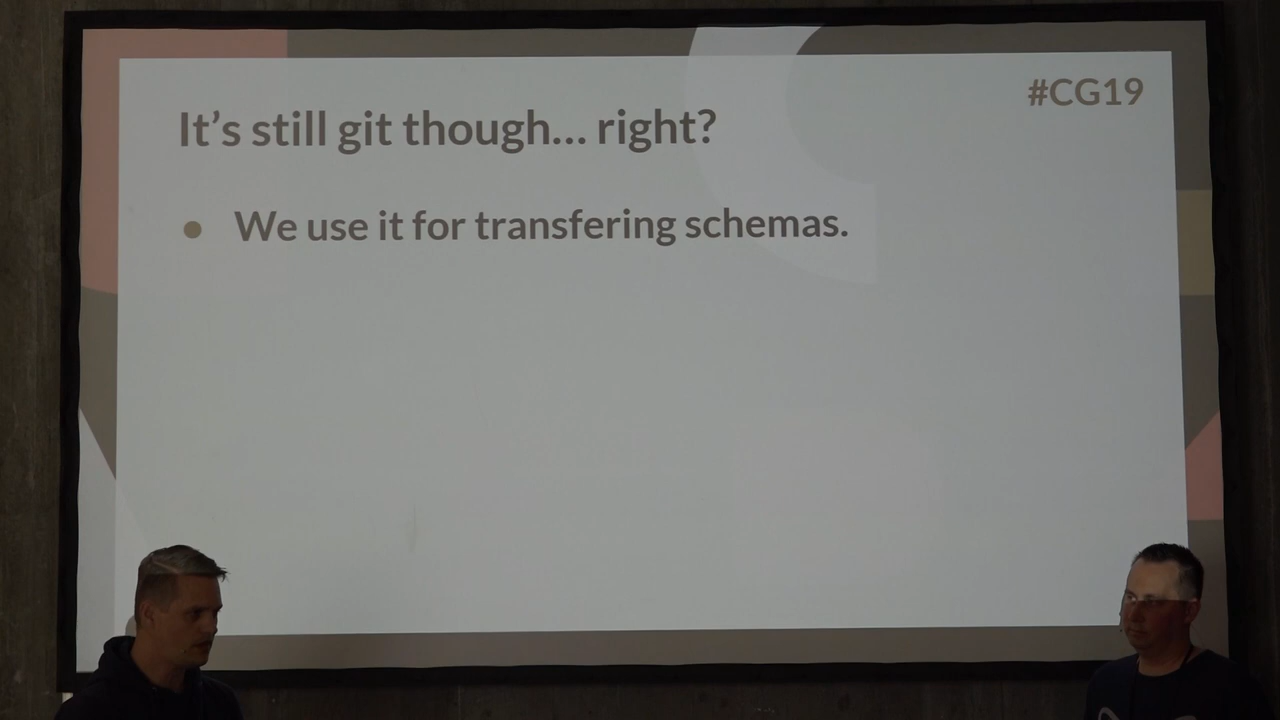 #CG19
It’s still git though... right?
● We use it for transfering schemas.